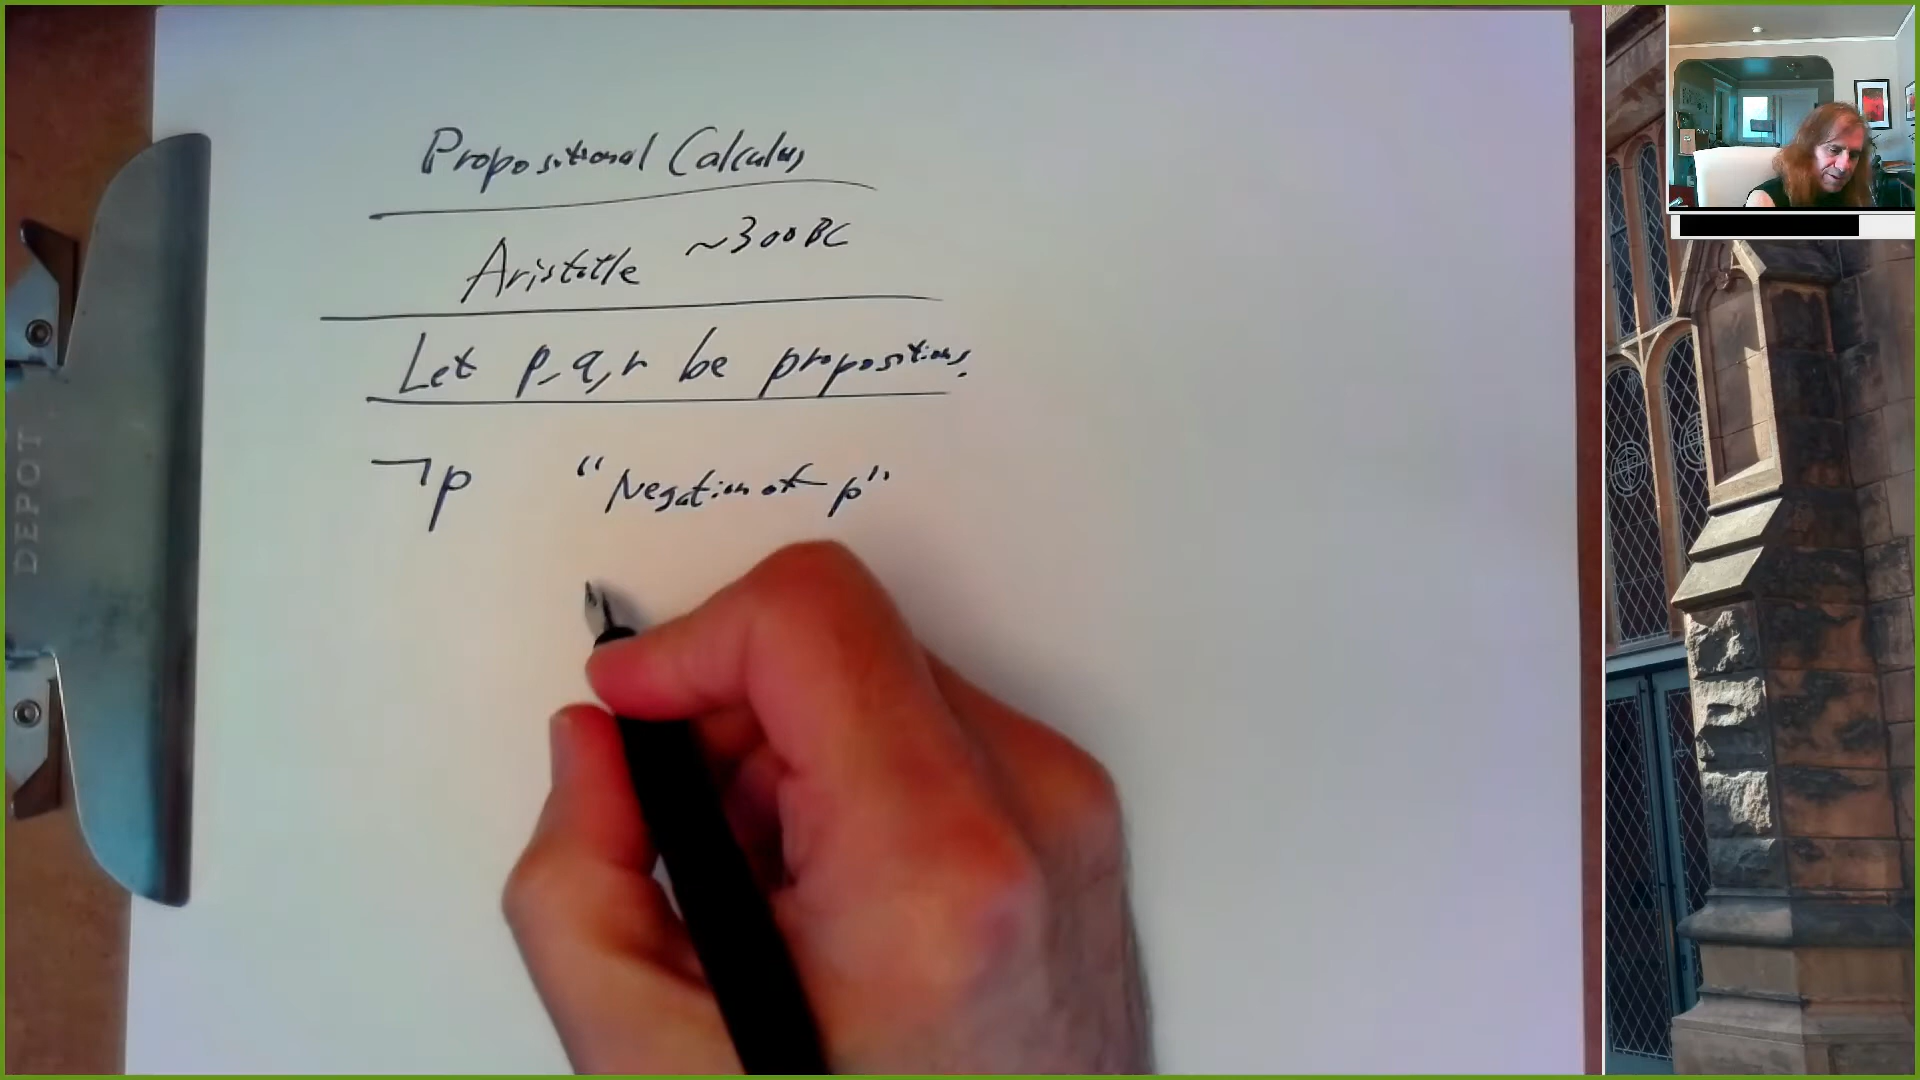 Propositional Calculus
Aristotle ~300BC
Let p, q, r be propositions.
¬p "Negation of p"
DEPOT